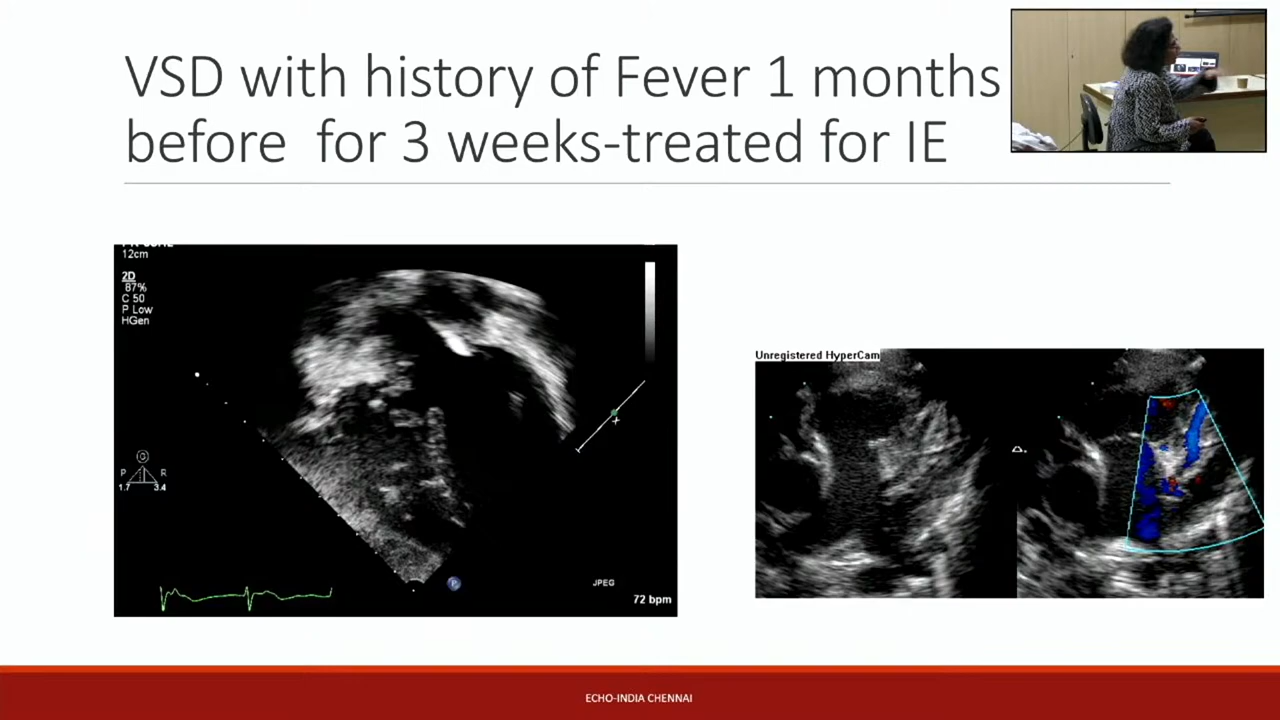 VSD with history of Fever 1 months
before for 3 weeks-treated for IE
12cm
2D
87%
C 50
P Low
HGen
G
P R
1.7 3.4
P
JPEG
72 bpm
Unregistered HyperCam
ECHO-INDIA CHENNAI